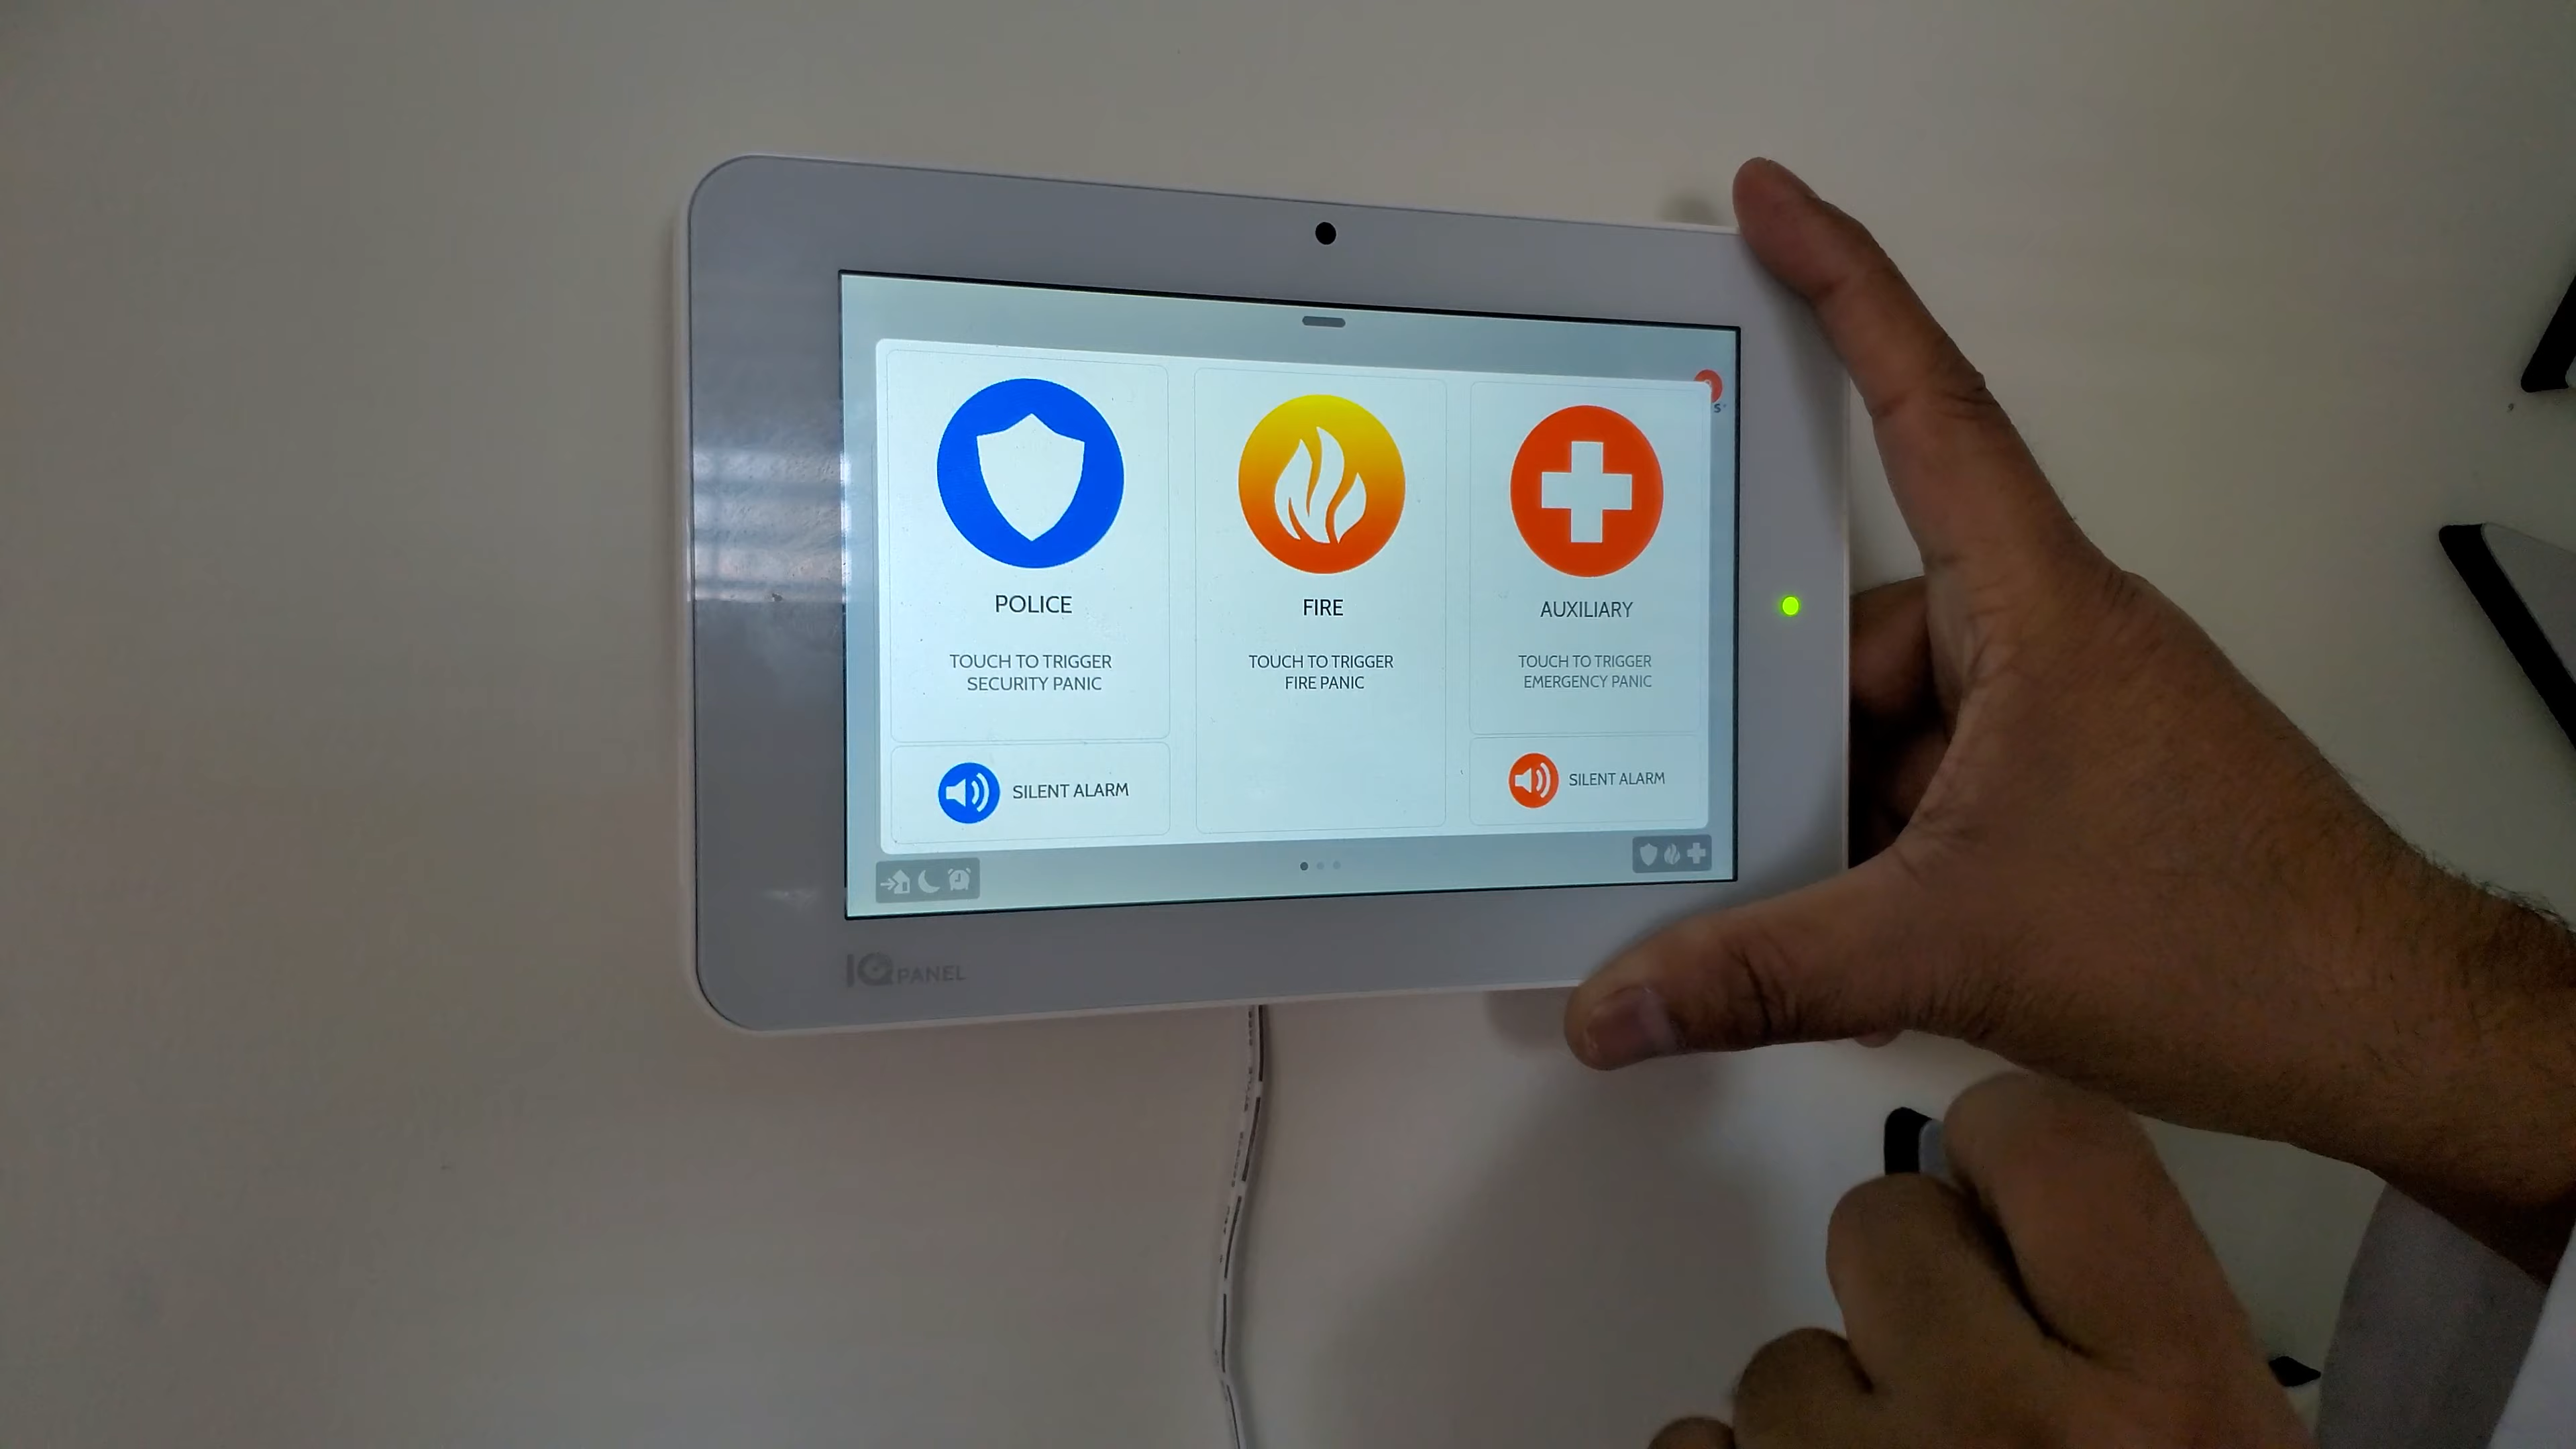 POLICE
TOUCH TO TRIGGER
SECURITY PANIC
SILENT ALARM
FIRE
TOUCH TO TRIGGER
FIRE PANIC
AUXILIARY
TOUCH TO TRIGGER
EMERGENCY PANIC
SILENT ALARM
IQ PANEL